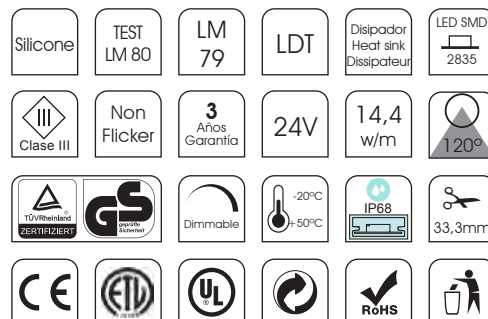 Silicone
TEST
LM 80
LM
79
LDT
Disipador
Heat sink
Dissipateur
LED SMD
2835
III
Clase III
Non
Flicker
3
Años
Garantía
24V
14,4
w/m
120º
TÜVRheinland
ZERTIFIZIERT
GS
geprüfte
Sicherheit
Dimmable
-20ºC
+50ºC
IP68
33,3mm
CE
ETL
UL
RoHS